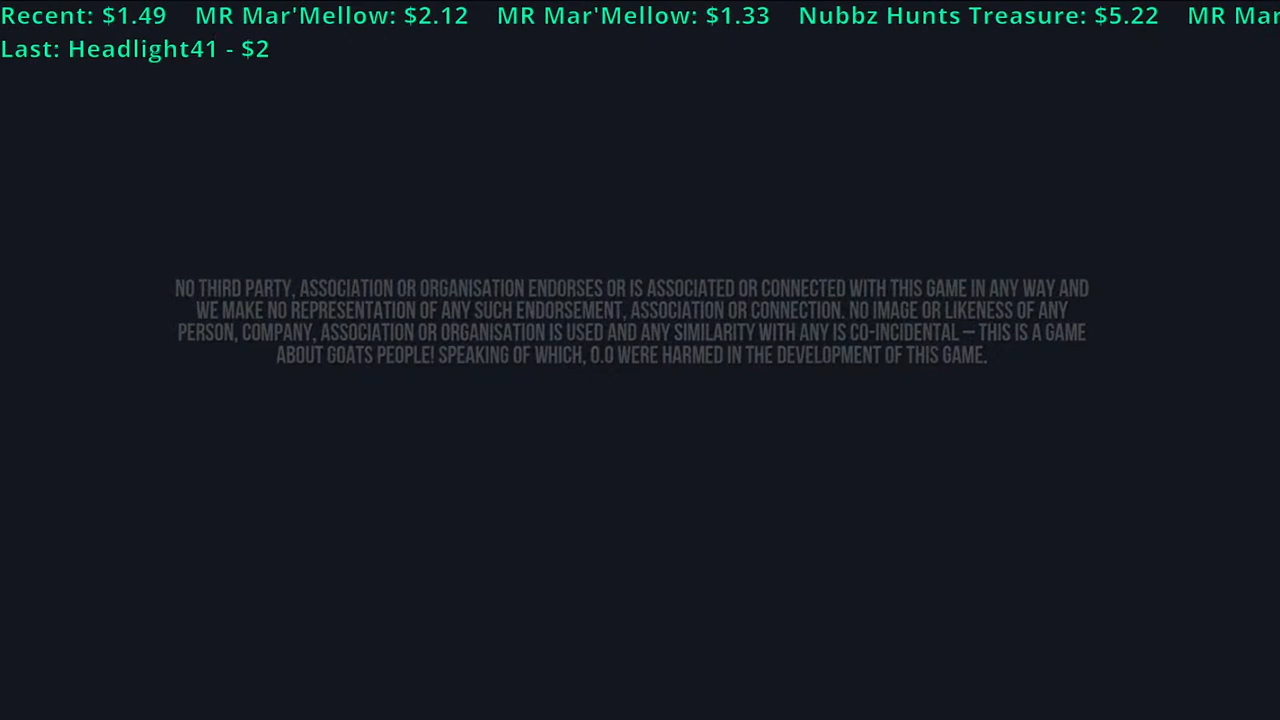 Recent: $1.49 MR Mar'Mellow: $2.12 MR Mar'Mellow: $1.33 Nubbz Hunts Treasure: $5.22 MR Mar
Last: Headlight41 - $2
NO THIRD PARTY, ASSOCIATION OR ORGANISATION ENDORSES OR IS ASSOCIATED OR CONNECTED WITH THIS GAME IN ANY WAY AND
WE MAKE NO REPRESENTATION OF ANY SUCH ENDORSEMENT, ASSOCIATION OR CONNECTION. NO IMAGE OR LIKENESS OF ANY
PERSON, COMPANY, ASSOCIATION OR ORGANISATION IS USED AND ANY SIMILARITY WITH ANY IS CO-INCIDENTAL – THIS IS A GAME
ABOUT GOATS PEOPLE! SPEAKING OF WHICH, 0.0 WERE HARMED IN THE DEVELOPMENT OF THIS GAME.